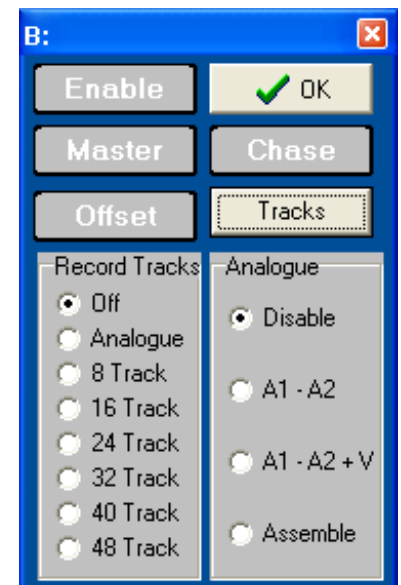 B:
Enable
OK
Master
Chase
Offset
Tracks
Record Tracks
Off
Analogue
8 Track
16 Track
24 Track
32 Track
40 Track
48 Track
Analogue
Disable
A1 - A2
A1 - A2 + V
Assemble